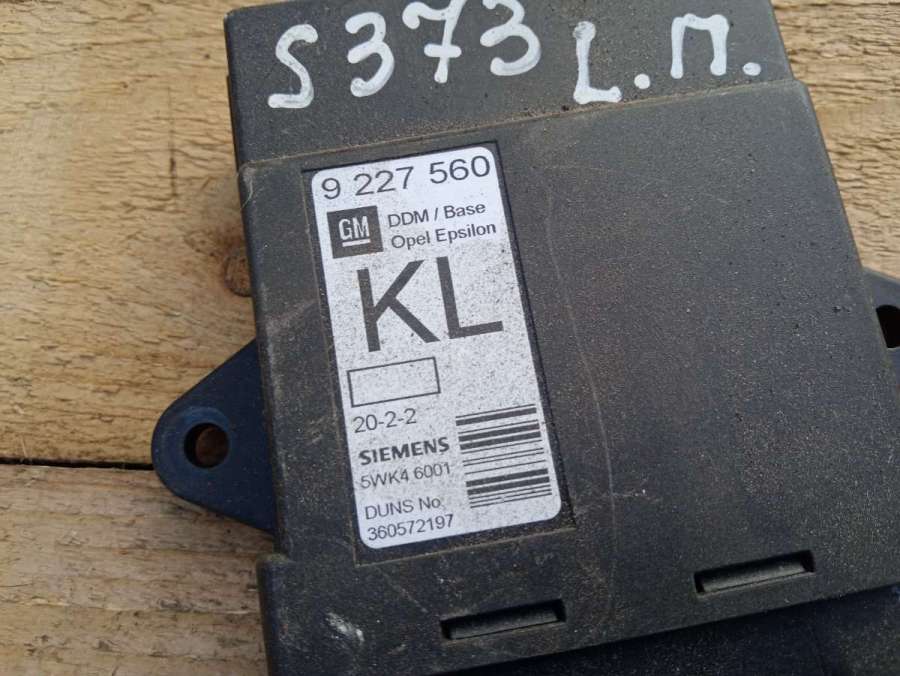 S373 L.П.
9 227 560
GM
DDM / Base
Opel Epsilon
KL
20-2-2
SIEMENS
5WK4 6001
DUNS No.
360572197